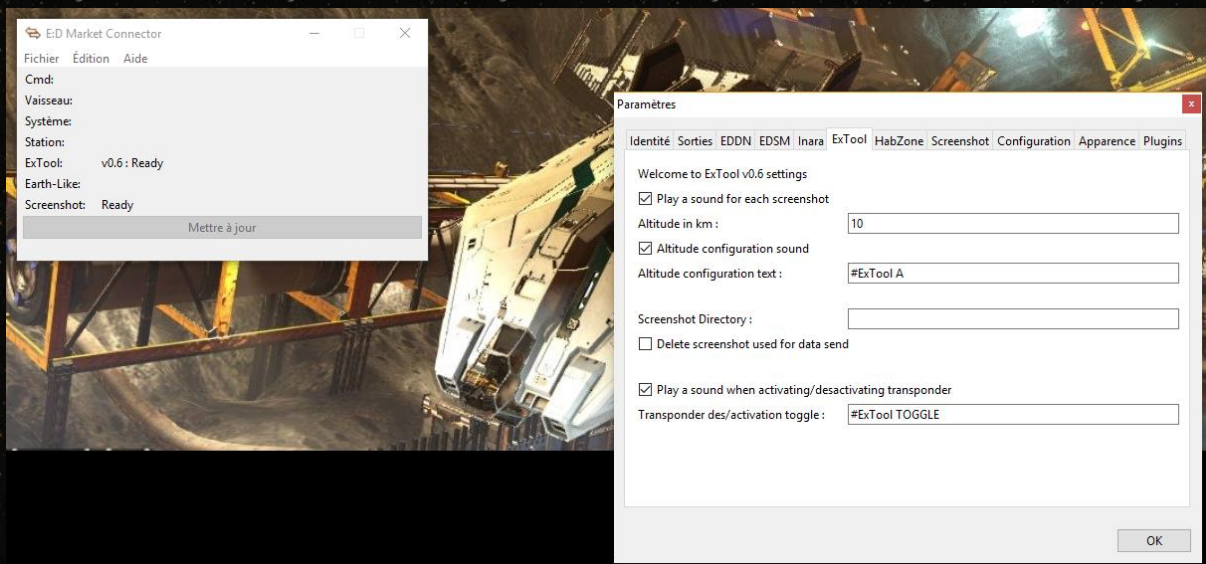 E:D Market Connector
Fichier Édition Aide
Cmd:
Vaisseau:
Système:
Station:
ExTool: v0.6 : Ready
Earth-Like:
Screenshot: Ready
Mettre à jour
Paramètres
x
Identité Sorties EDDN EDSM Inara ExTool HabZone Screenshot Configuration Apparence Plugins
Welcome to ExTool v0.6 settings
Play a sound for each screenshot
Altitude in km : 10
Altitude configuration sound
Altitude configuration text : #ExTool A
Screenshot Directory :
Delete screenshot used for data send
Play a sound when activating/desactivating transponder
Transponder des/activation toggle : #ExTool TOGGLE
OK